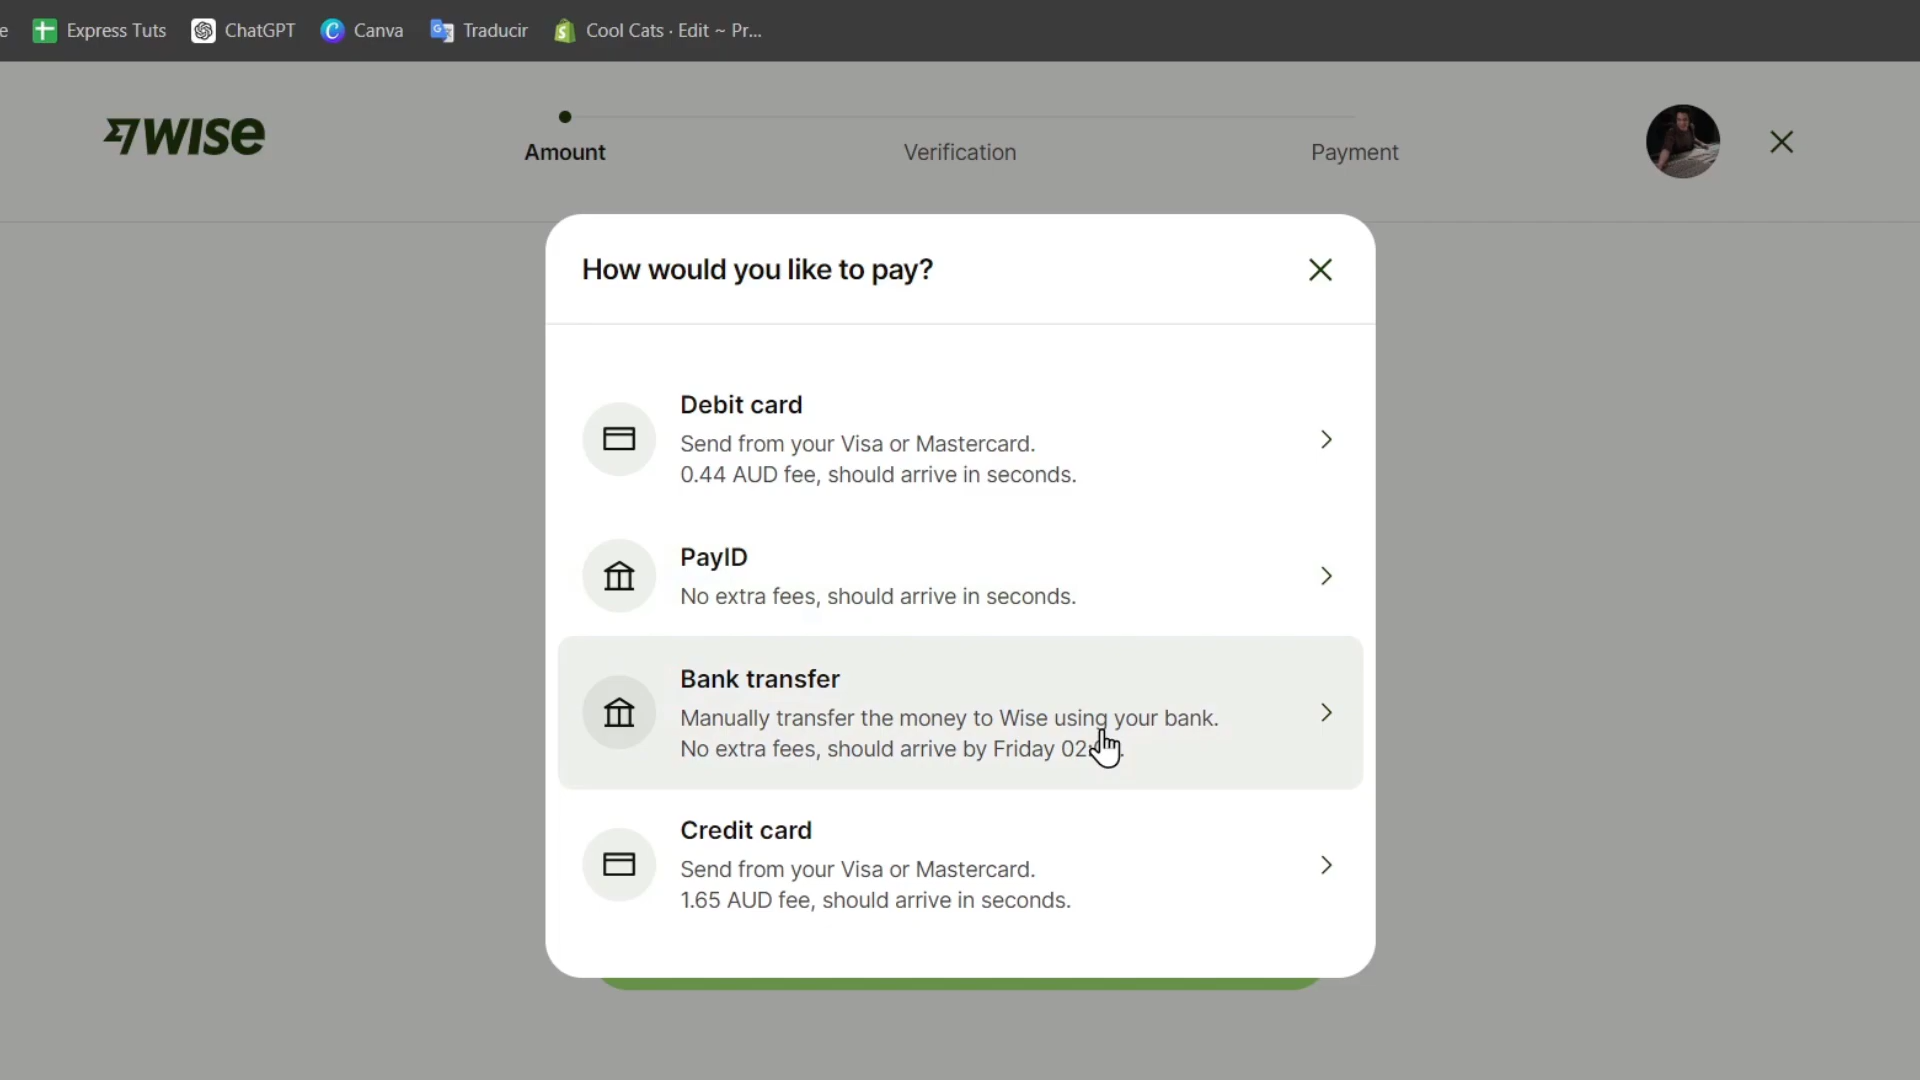 e Express Tuts ChatGPT Canva Traducir Cool Cats · Edit ~ Pr...
WISE
Amount Verification Payment
How would you like to pay?
Debit card
Send from your Visa or Mastercard.
0.44 AUD fee, should arrive in seconds.
PayID
No extra fees, should arrive in seconds.
Bank transfer
Manually transfer the money to Wise using your bank.
No extra fees, should arrive by Friday
Credit card
Send from your Visa or Mastercard.
1.65 AUD fee, should arrive in seconds.